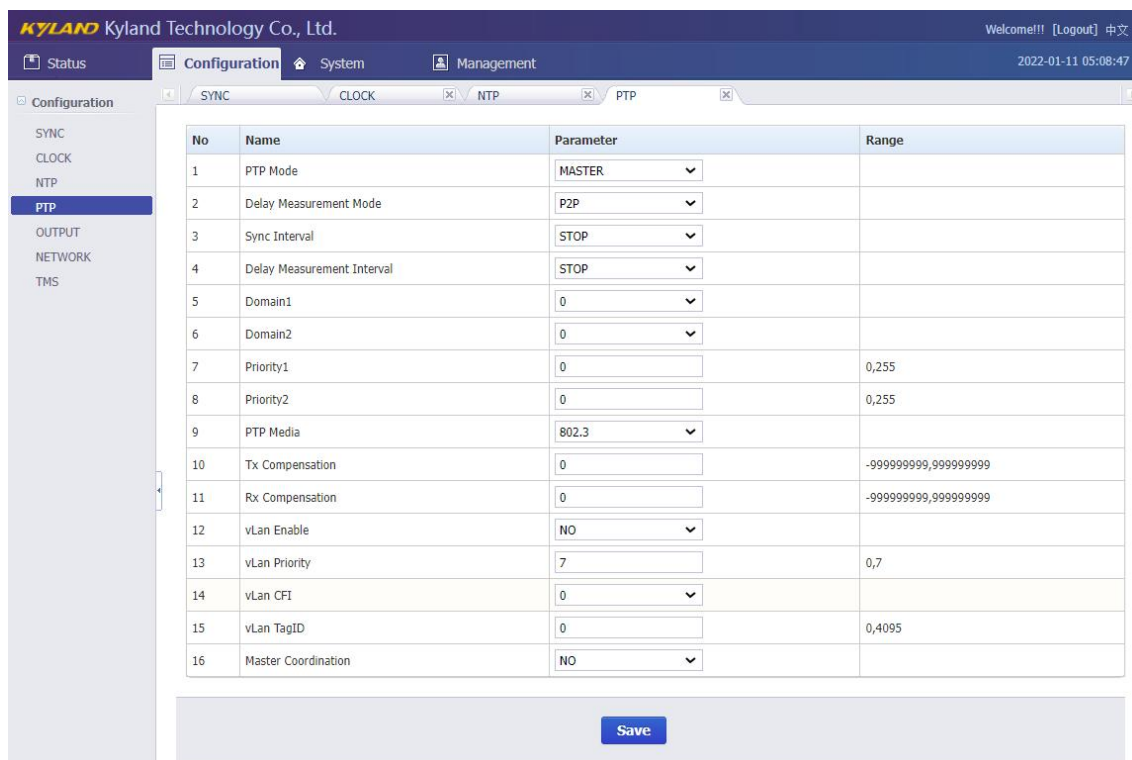 KYLAND Kyland Technology Co., Ltd.
Welcome!!! [Logout] 中文
Status Configuration System Management
2022-01-11 05:08:47
Configuration
SYNC
CLOCK
NTP
PTP
OUTPUT
NETWORK
TMS
SYNC CLOCK NTP PTP
No Name Parameter Range
1 PTP Mode MASTER
2 Delay Measurement Mode P2P
3 Sync Interval STOP
4 Delay Measurement Interval STOP
5 Domain1 0
6 Domain2 0
7 Priority1 0 0,255
8 Priority2 0 0,255
9 PTP Media 802.3
10 Tx Compensation 0 -999999999,999999999
11 Rx Compensation 0 -999999999,999999999
12 vLan Enable NO
13 vLan Priority 7 0,7
14 vLan CFI 0
15 vLan TagID 0 0,4095
16 Master Coordination NO
Save